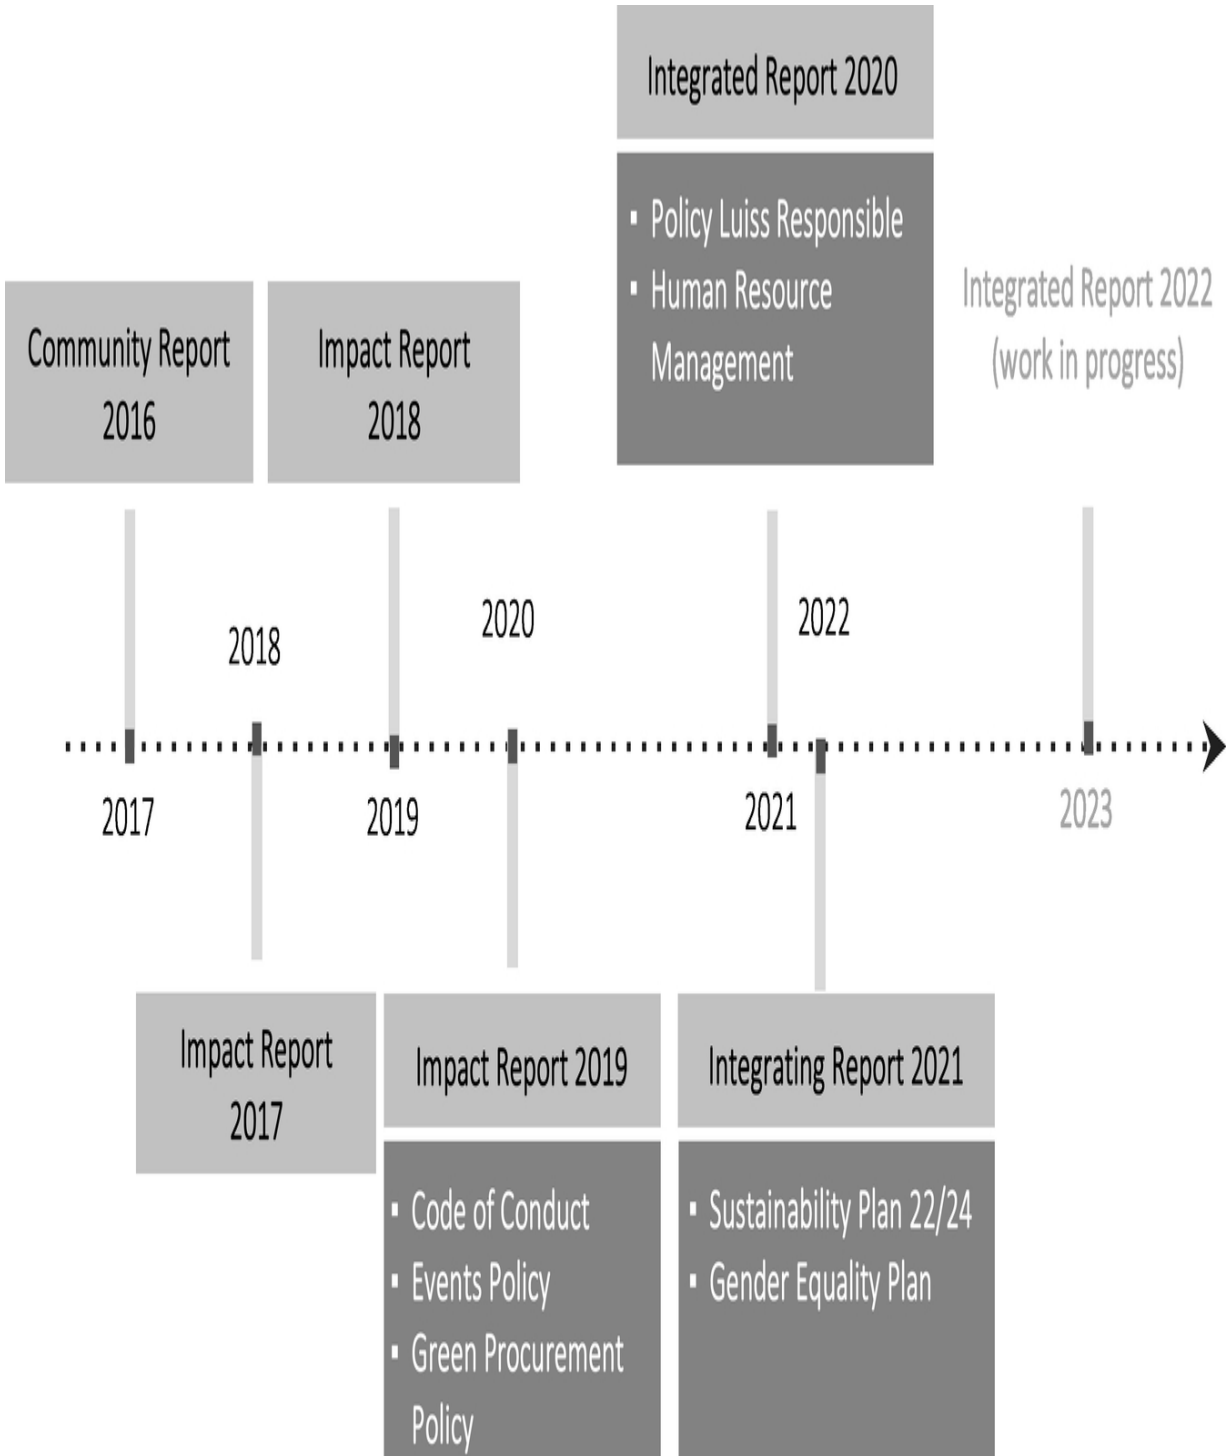 Integrated Report 2020
▪ Policy Luiss Responsible
▪ Human Resource
Management
Integrated Report 2022
(work in progress)
Community Report
2016
Impact Report
2018
2018
2020
2022
2017
2019
2021
2023
Impact Report
2017
Impact Report 2019
▪ Code of Conduct
▪ Events Policy
▪ Green Procurement
Policy
Integrating Report 2021
▪ Sustainability Plan 22/24
▪ Gender Equality Plan